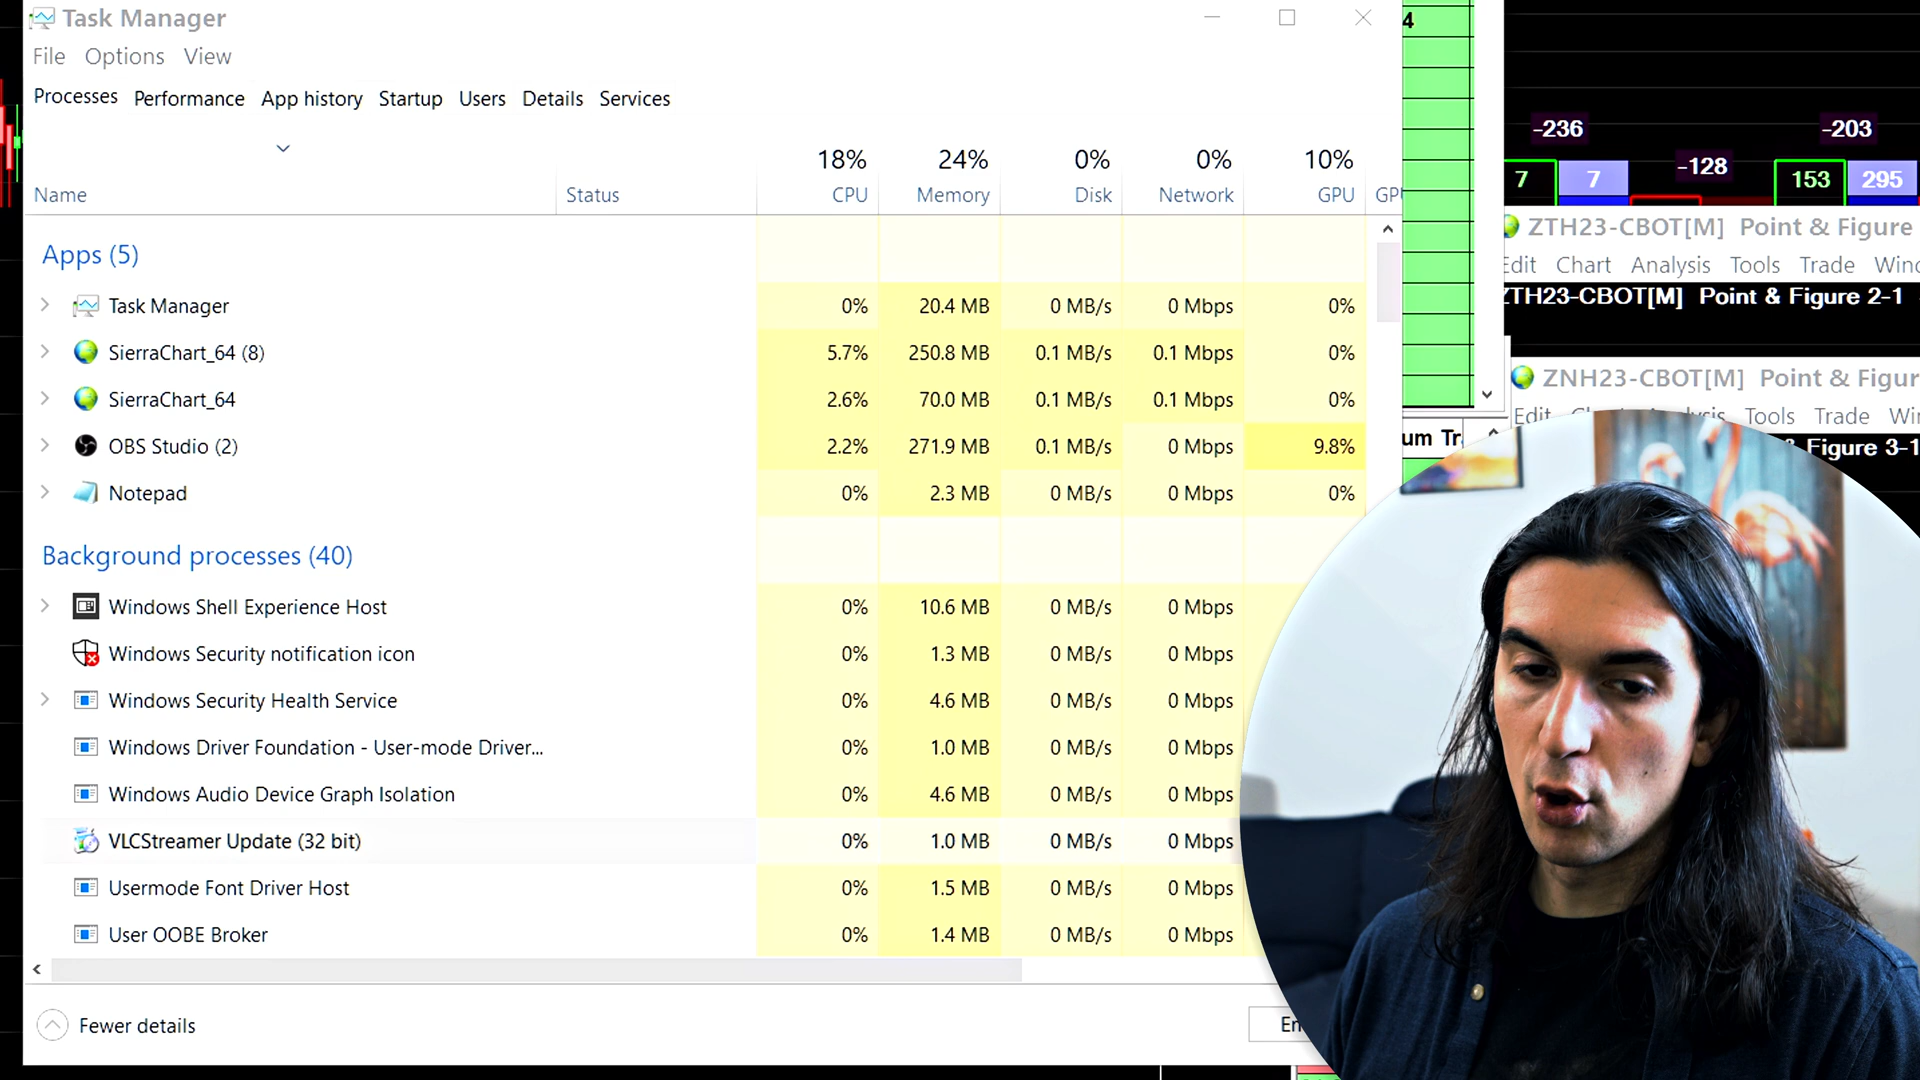 Task Manager
File Options View
Processes Performance App history Startup Users Details Services
18% 24% 0% 0% 10%
Name Status CPU Memory Disk Network GPU
Apps (5)
Task Manager 0% 20.4 MB 0 MB/s 0 Mbps 0%
SierraChart_64 (8) 5.7% 250.8 MB 0.1 MB/s 0.1 Mbps 0%
SierraChart_64 2.6% 70.0 MB 0.1 MB/s 0.1 Mbps 0%
OBS Studio (2) 2.2% 271.9 MB 0.1 MB/s 0 Mbps 9.8%
Notepad 0% 2.3 MB 0 MB/s 0 Mbps 0%
Background processes (40)
Windows Shell Experience Host 0% 10.6 MB 0 MB/s 0 Mbps
Windows Security notification icon 0% 1.3 MB 0 MB/s 0 Mbps
Windows Security Health Service 0% 4.6 MB 0 MB/s 0 Mbps
Windows Driver Foundation - User-mode Driver... 0% 1.0 MB 0 MB/s 0 Mbps
Windows Audio Device Graph Isolation 0% 4.6 MB 0 MB/s 0 Mbps
VLCStreamer Update (32 bit) 0% 1.0 MB 0 MB/s 0 Mbps
Usermode Font Driver Host 0% 1.5 MB 0 MB/s 0 Mbps
User OOBE Broker 0% 1.4 MB 0 MB/s 0 Mbps
Fewer details
4
-236 -203
-128
7 7 153 295
ZTH23-CBOT[M] Point & Figure
Edit Chart Analysis Tools Trade
ZTH23-CBOT[M] Point & Figure 2-1
ZNH23-CBOT[M] Point &
Edit Tools Trade
Figure 3-1